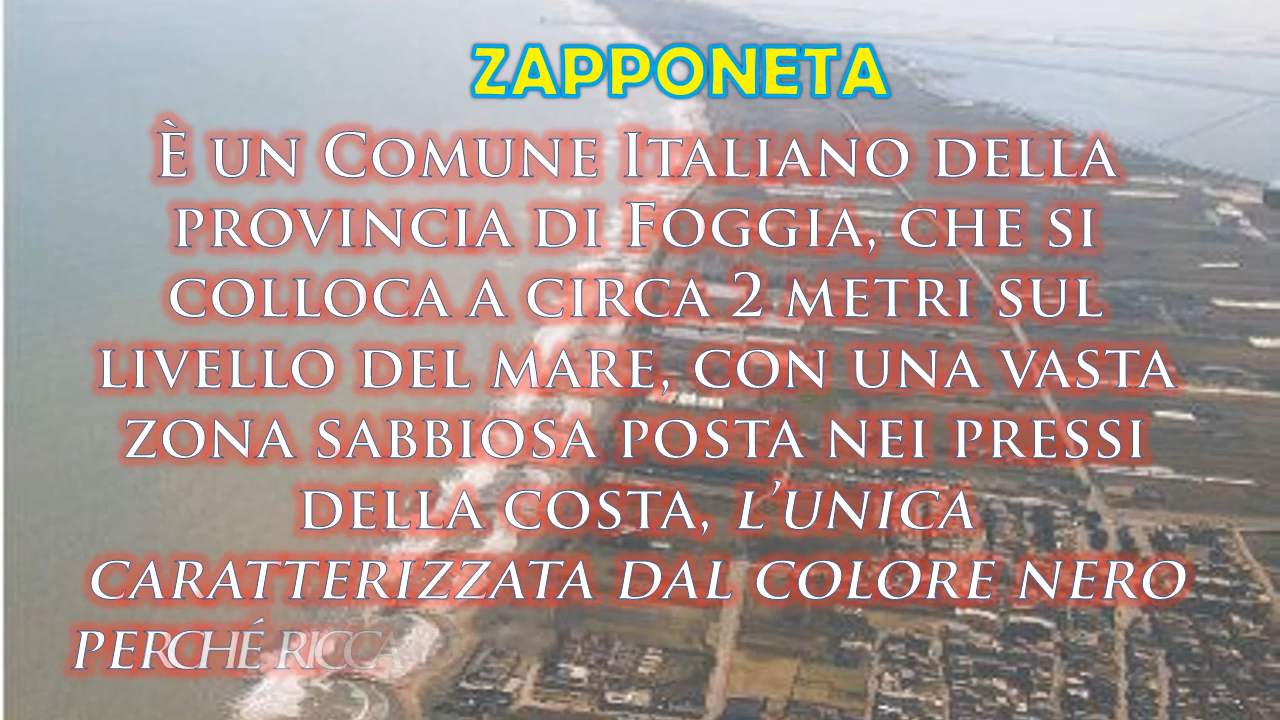 ZAPPONETA
È un Comune Italiano della
provincia di Foggia, che si
colloca a circa 2 metri sul
livello del mare, con una vasta
zona sabbiosa posta nei pressi
della costa, l'unica
caratterizzata dal colore nero
perché ricca